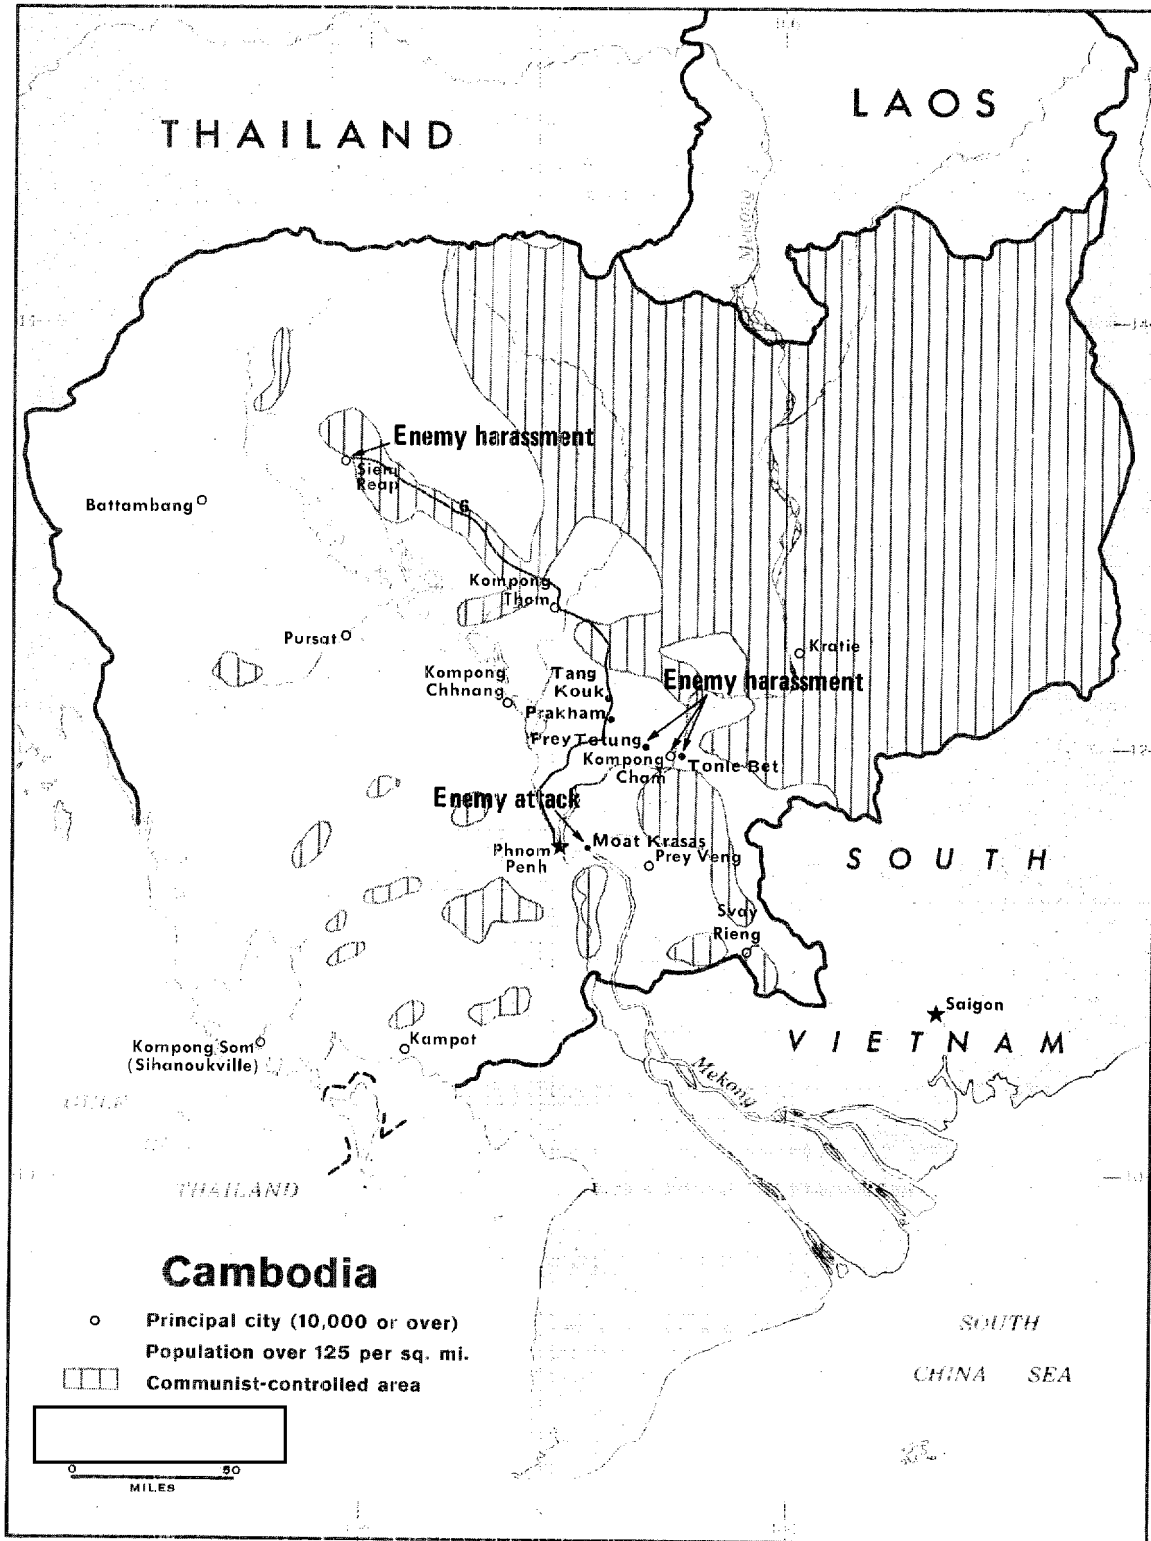 LAOS
THAILAND
Mekong
Enemy harassment
Siem
Reap
6
Battambang
Kompong
Thom
Pursat
Kratie
Kompong
Chhnang
Tang
Kouk
Enemy harassment
Prakham
Prey Totung
Kompong
Cham
Tonle Bet
12
Enemy attack
Moat Krasas
Phnom
Penh
Prey Veng
SOUTH
Svay
Rieng
Saigon
VIETNAM
Kompong Som
(Sihanoukville)
Kampot
Mekong
GULF
THAILAND
Cambodia
Principal city (10,000 or over)
Population over 125 per sq. mi.
Communist-controlled area
SOUTH
CHINA SEA
0 50
MILES